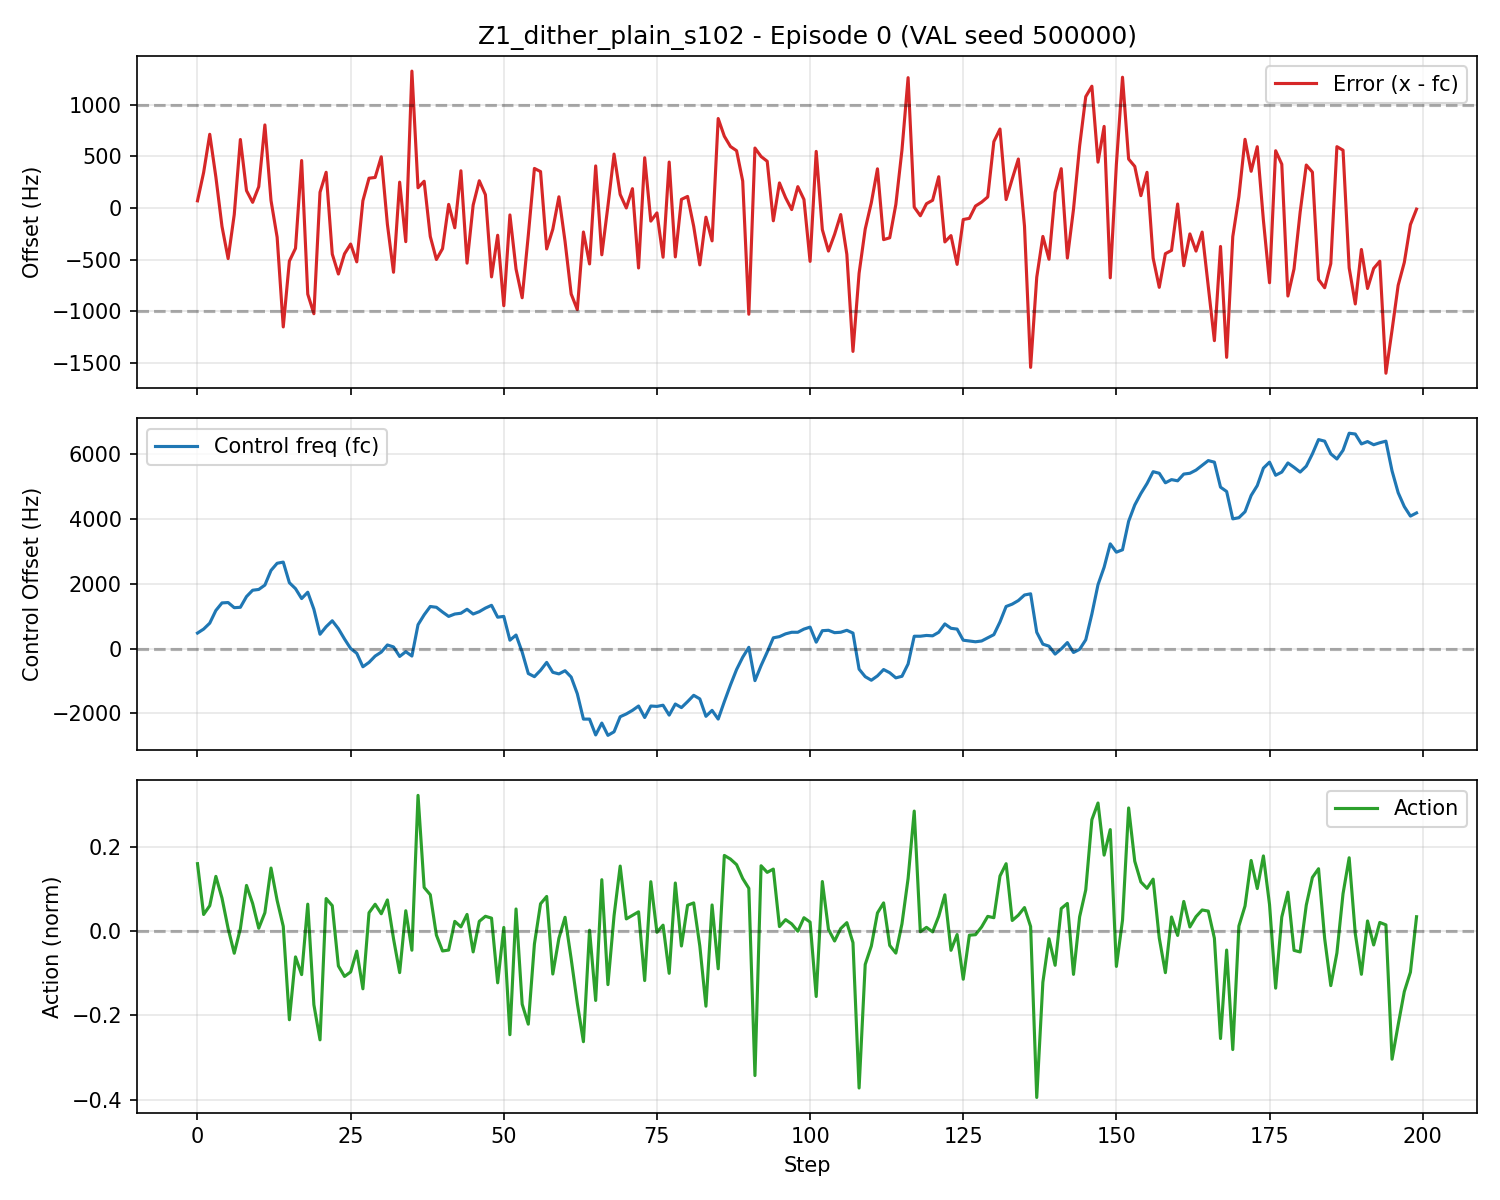 Z1_dither_plain_s102 - Episode 0 (VAL seed 500000)
Error (x - fc)
1000
500
0
−500
−1000
−1500
Offset (Hz)
Control freq (fc)
6000
4000
2000
0
−2000
Control Offset (Hz)
Action
0.2
0.0
−0.2
−0.4
Action (norm)
0 25 50 75 100 125 150 175 200
Step